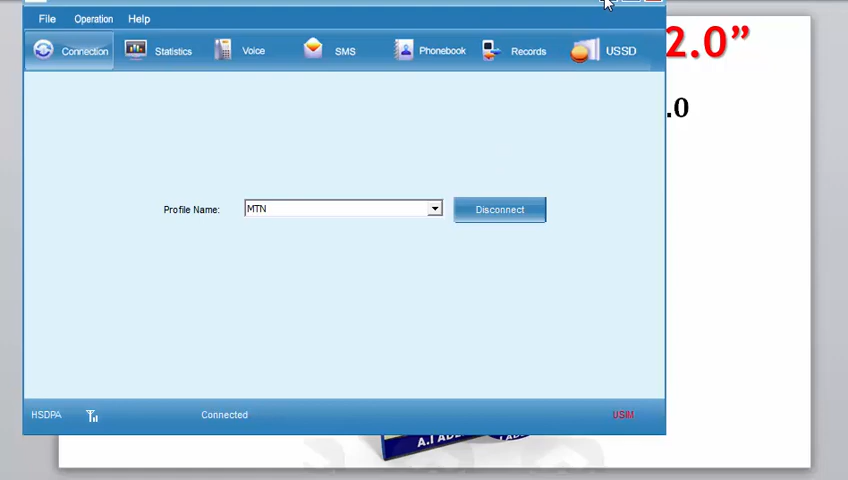 File Operation Help
2.0”
Connection Statistics Voice SMS Phonebook Records USSD
.0
Profile Name: MTN Disconnect
HSDPA Connected USIM